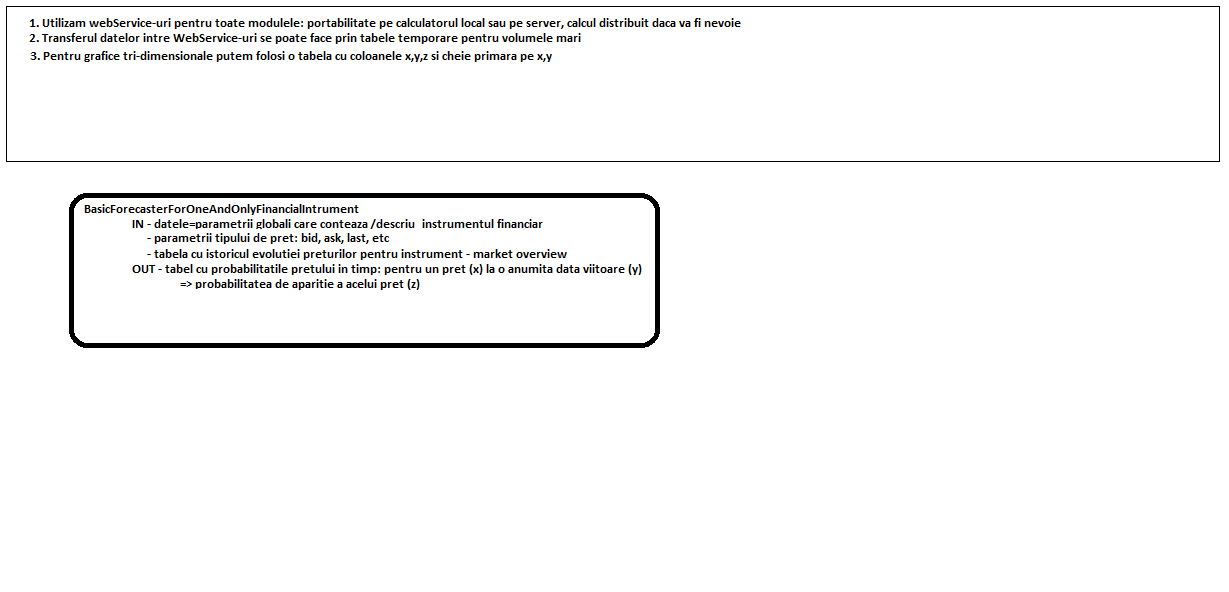 1. Utilizam webService-uri pentru toate modulele: portabilitate pe calculatorul local sau pe server, calcul distribuit daca va fi nevoie
2. Transferul datelor intre WebService-uri se poate face prin tabele temporare pentru volumele mari
3. Pentru grafice tri-dimensionale putem folosi o tabela cu coloanele x,y,z si cheie primara pe x,y
BasicForecasterForOneAndOnlyFinancialIntrument
IN - datele=parametrii globali care conteaza /descriu instrumentul financiar
- parametrii tipului de pret: bid, ask, last, etc
- tabela cu istoricul evolutiei preturilor pentru instrument - market overview
OUT - tabel cu probabilitatile pretului in timp: pentru un pret (x) la o anumita data viitoare (y)
=> probabilitatea de aparitie a acelui pret (z)